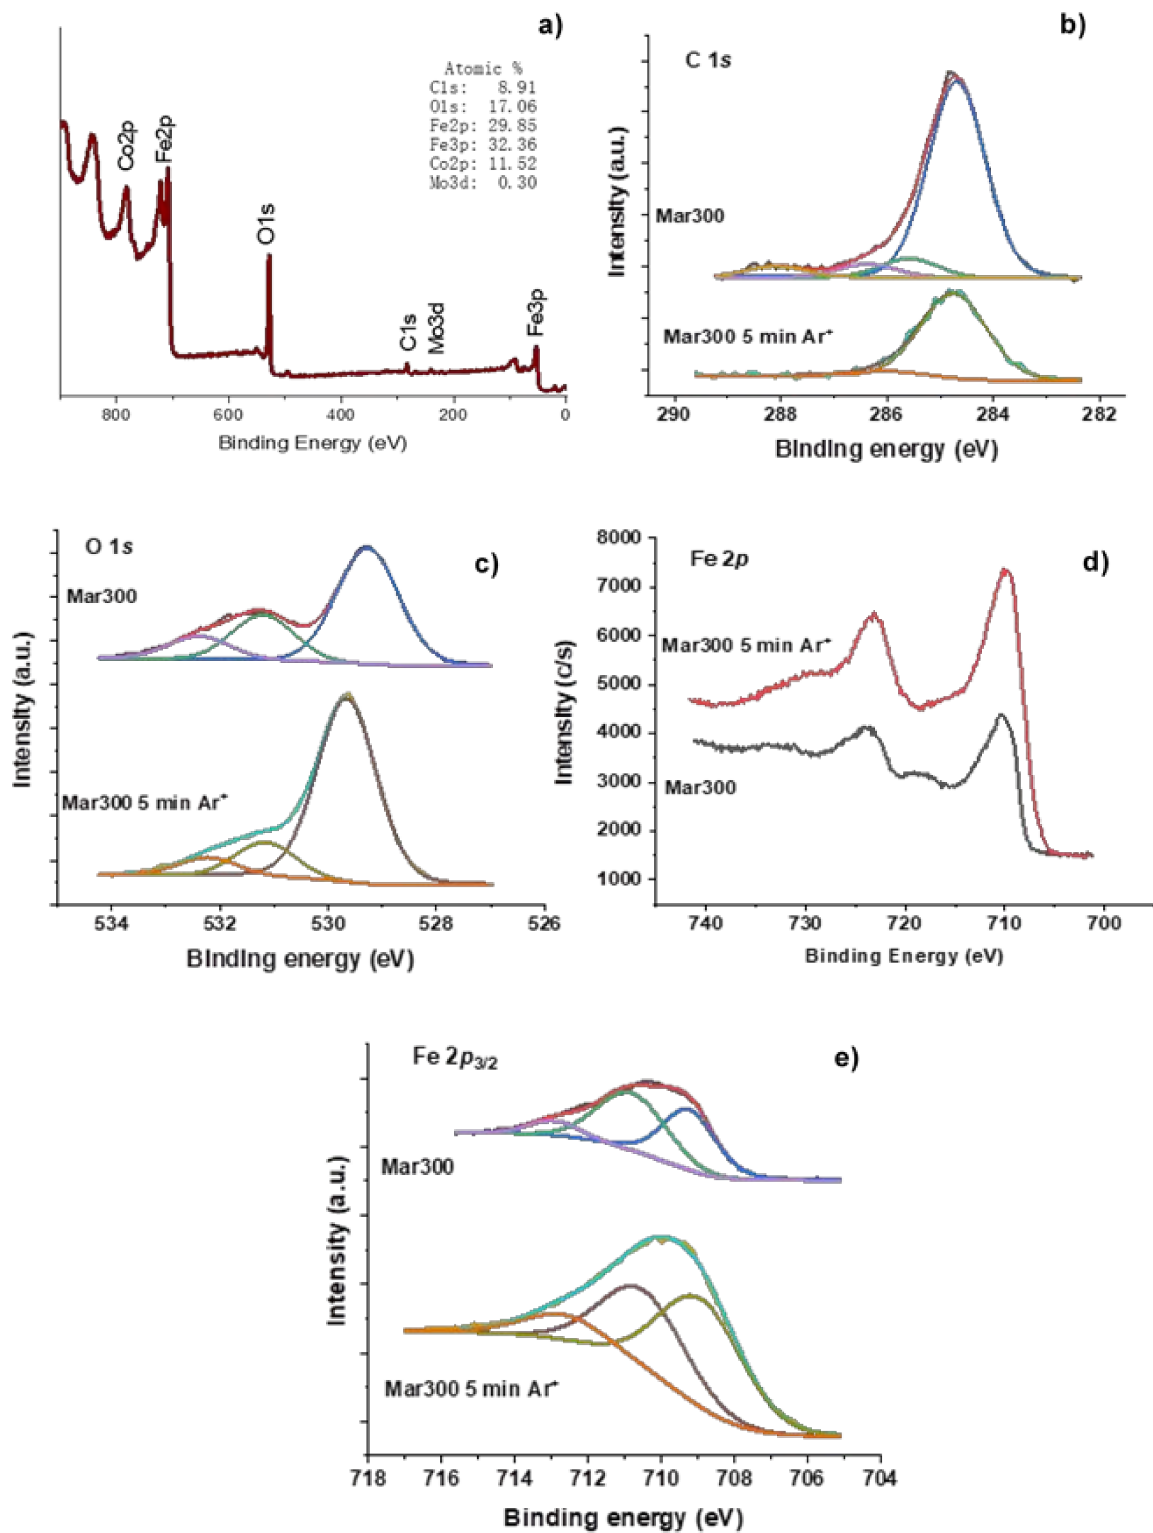 a)
Atomic %
C1s: 8.91
O1s: 17.06
Fe2p: 29.85
Fe3p: 32.36
Co2p: 11.52
Mo3d: 0.30
Co2p
Fe2p
O1s
C1s
Mo3d
Fe3p
800
600
400
200
0
Binding Energy (eV)
b)
C 1s
Intensity (a.u.)
Mar300
Mar300 5 min Ar⁺
290
288
286
284
282
Binding energy (eV)
c)
O 1s
Mar300
Intensity (a.u.)
Mar300 5 min Ar⁺
534
532
530
528
526
Binding energy (eV)
d)
Fe 2p
8000
7000
6000
5000
4000
3000
2000
1000
Intensity (c/s)
Mar300 5 min Ar⁺
Mar300
740
730
720
710
700
Binding Energy (eV)
e)
Fe 2p₃/₂
Mar300
Intensity (a.u.)
Mar300 5 min Ar⁺
718
716
714
712
710
708
706
704
Binding energy (eV)